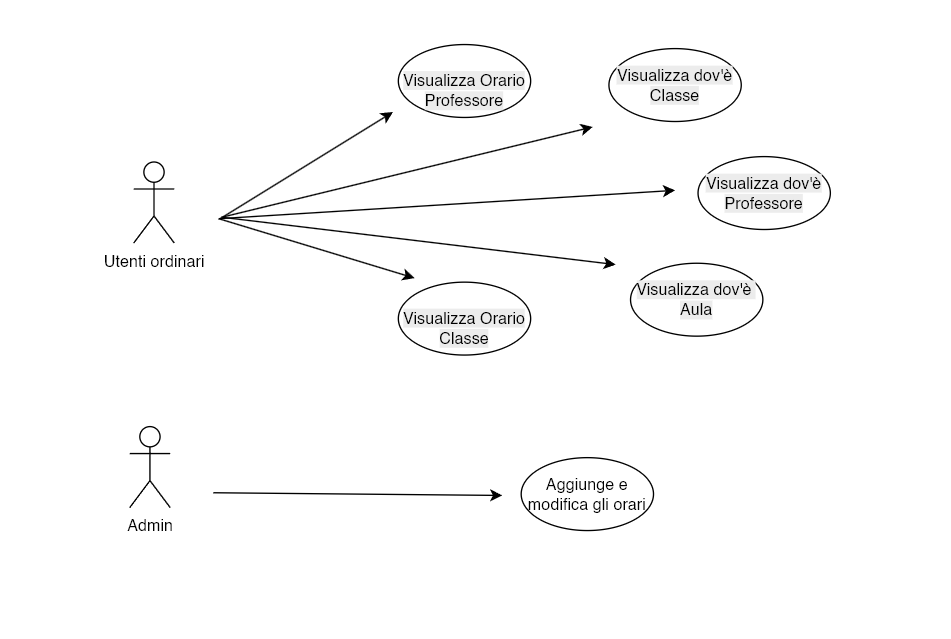 Visualizza Orario
Professore
Visualizza dov'è
Classe
Visualizza dov'è
Professore
Utenti ordinari
Visualizza dov'è
Aula
Visualizza Orario
Classe
Admin
Aggiunge e
modifica gli orari